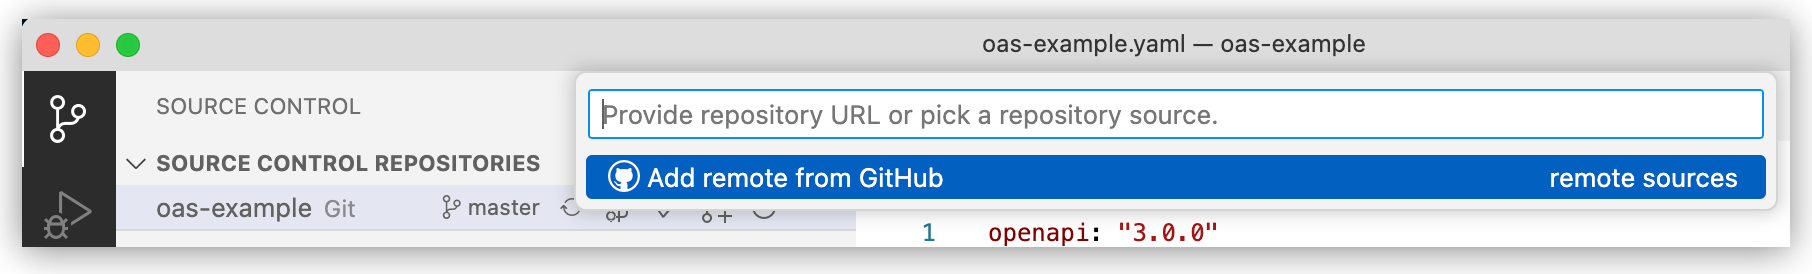 oas-example.yaml — oas-example
SOURCE CONTROL
Provide repository URL or pick a repository source.
SOURCE CONTROL REPOSITORIES
Add remote from GitHub remote sources
oas-example Git master
1 openapi: "3.0.0"